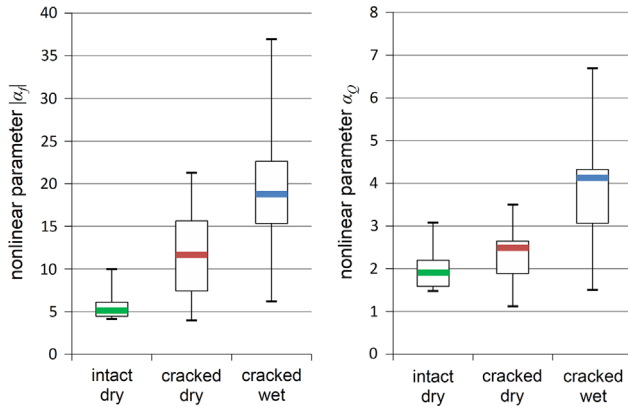 nonlinear parameter |αf|
40
35
30
25
20
15
10
5
0
intact
dry
cracked
dry
cracked
wet
nonlinear parameter αQ
8
7
6
5
4
3
2
1
0
intact
dry
cracked
dry
cracked
wet